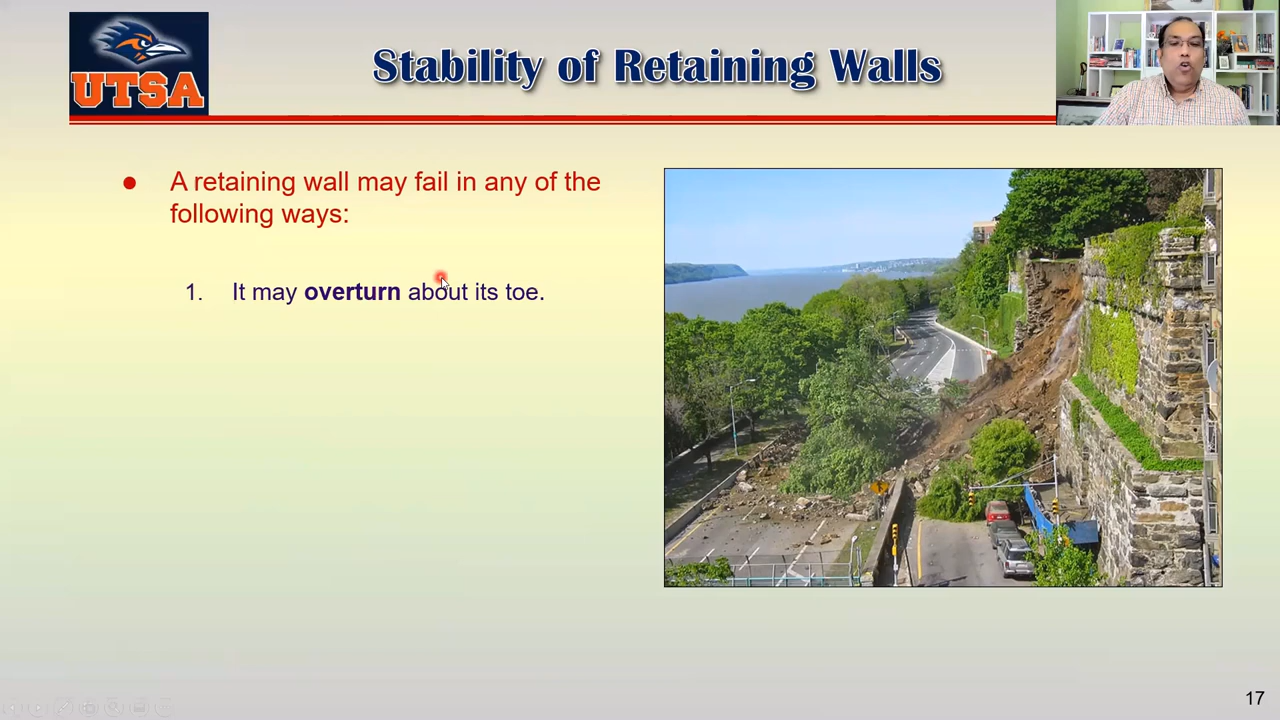 UTSA
Stability of Retaining Walls
● A retaining wall may fail in any of the
following ways:
1. It may overturn about its toe.
17